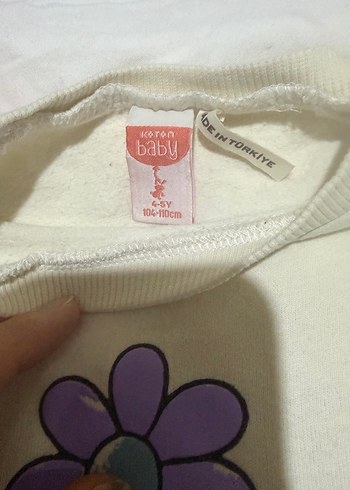 KOTON
baby
4-5Y
104-110cm
DE IN TÜRKİYE